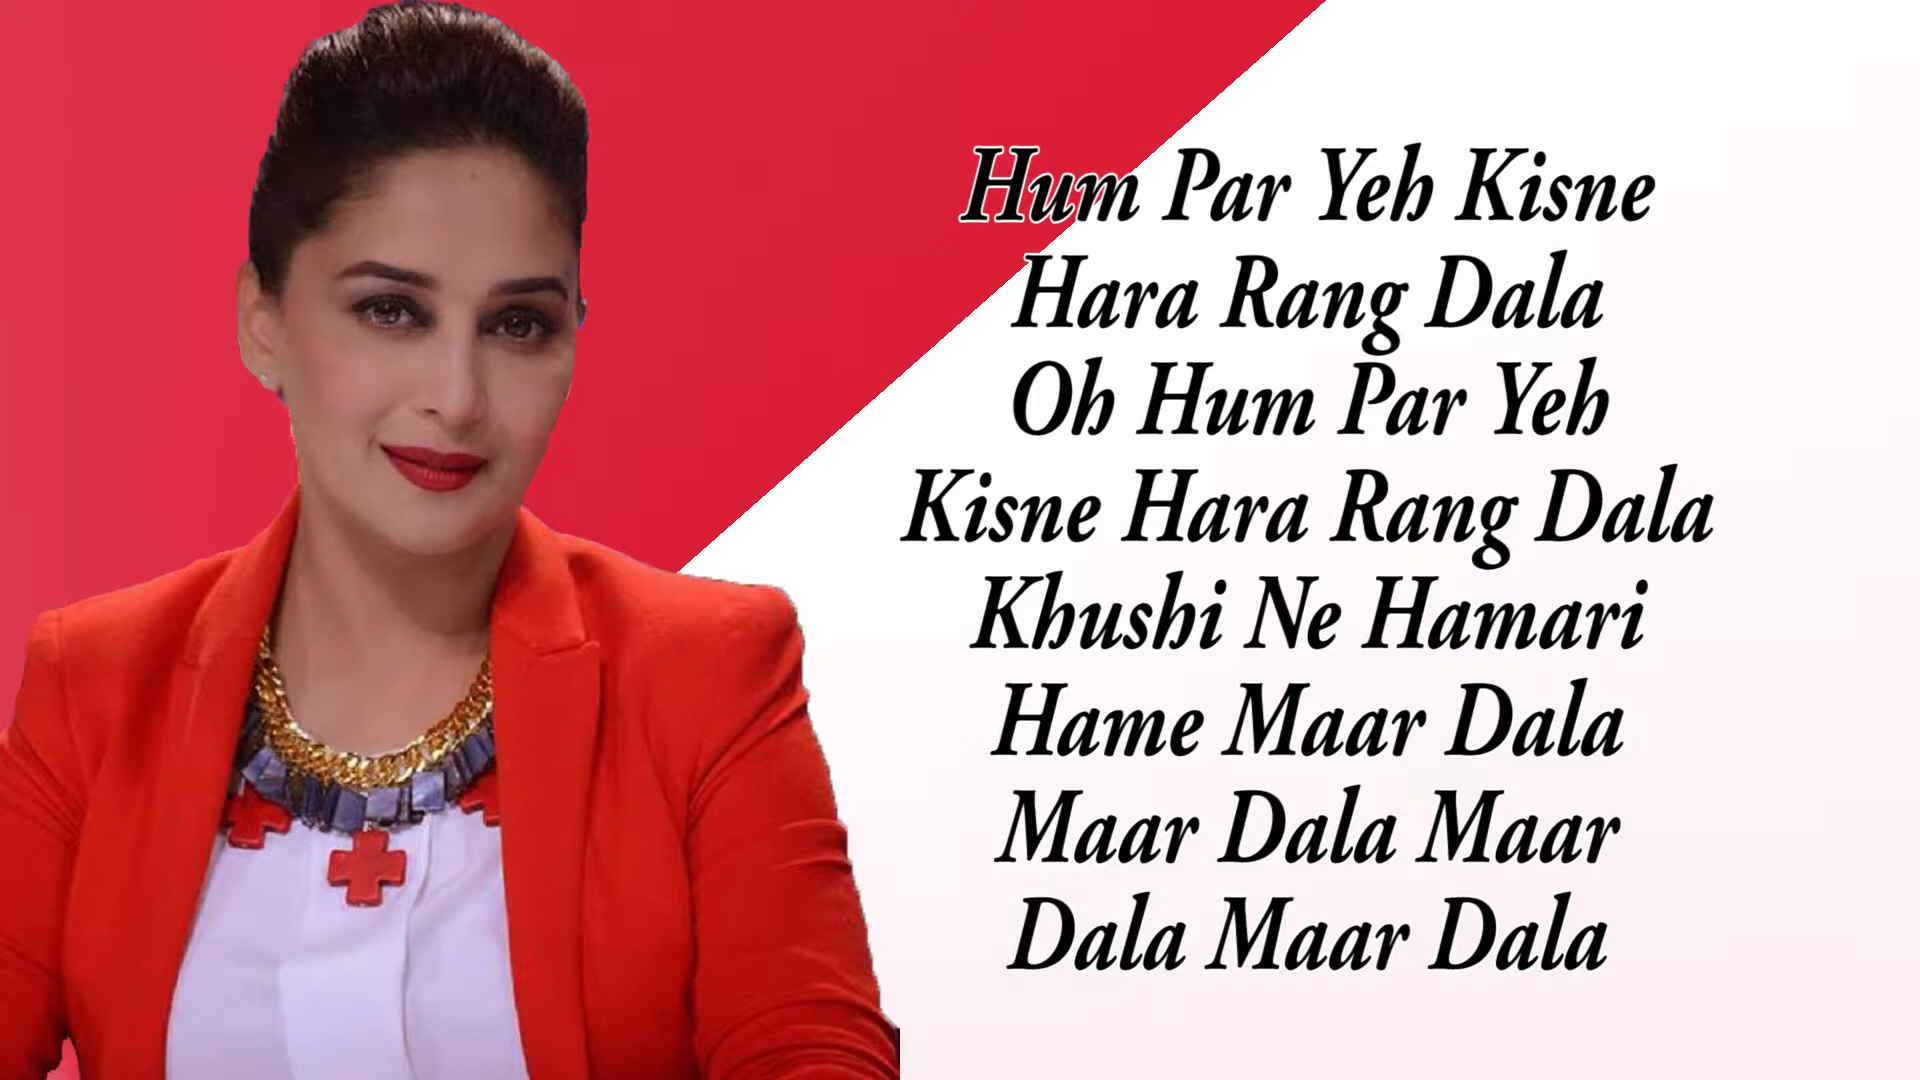 Hum Par Yeh Kisne
Hara Rang Dala
Oh Hum Par Yeh
Kisne Hara Rang Dala
Khushi Ne Hamari
Hame Maar Dala
Maar Dala Maar
Dala Maar Dala